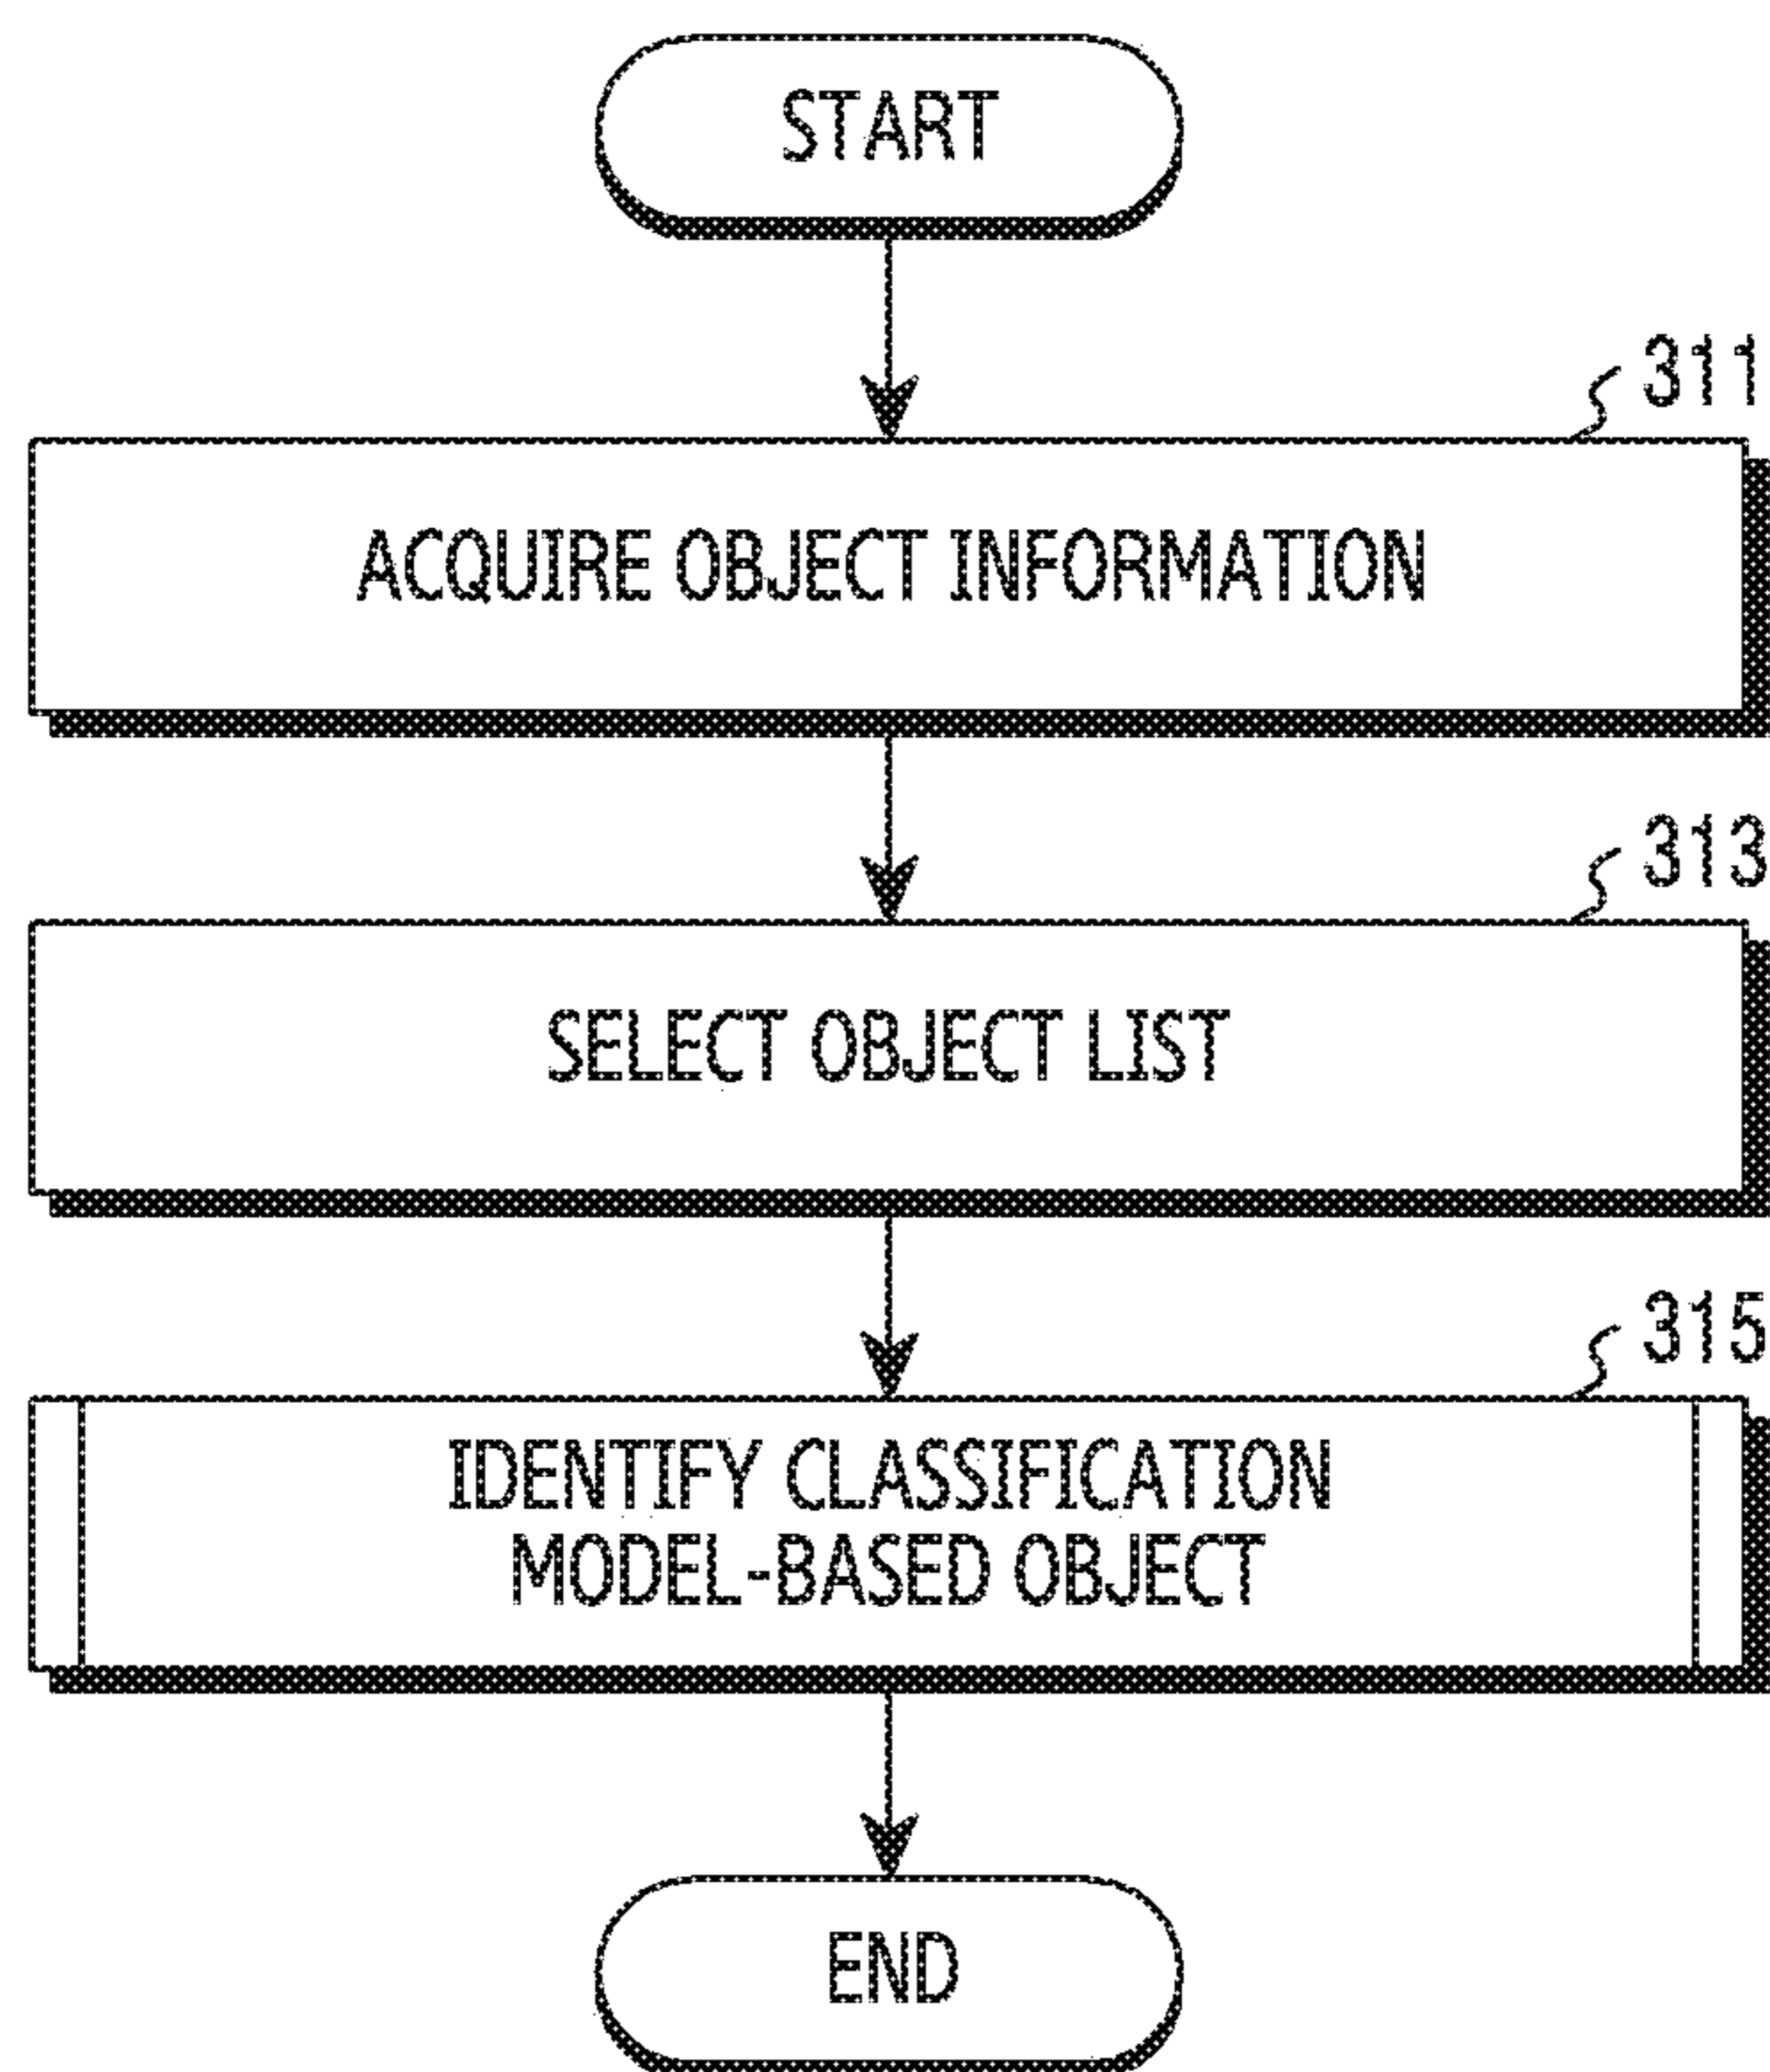 START
311
ACQUIRE OBJECT INFORMATION
313
SELECT OBJECT LIST
315
IDENTIFY CLASSIFICATION
MODEL-BASED OBJECT
END